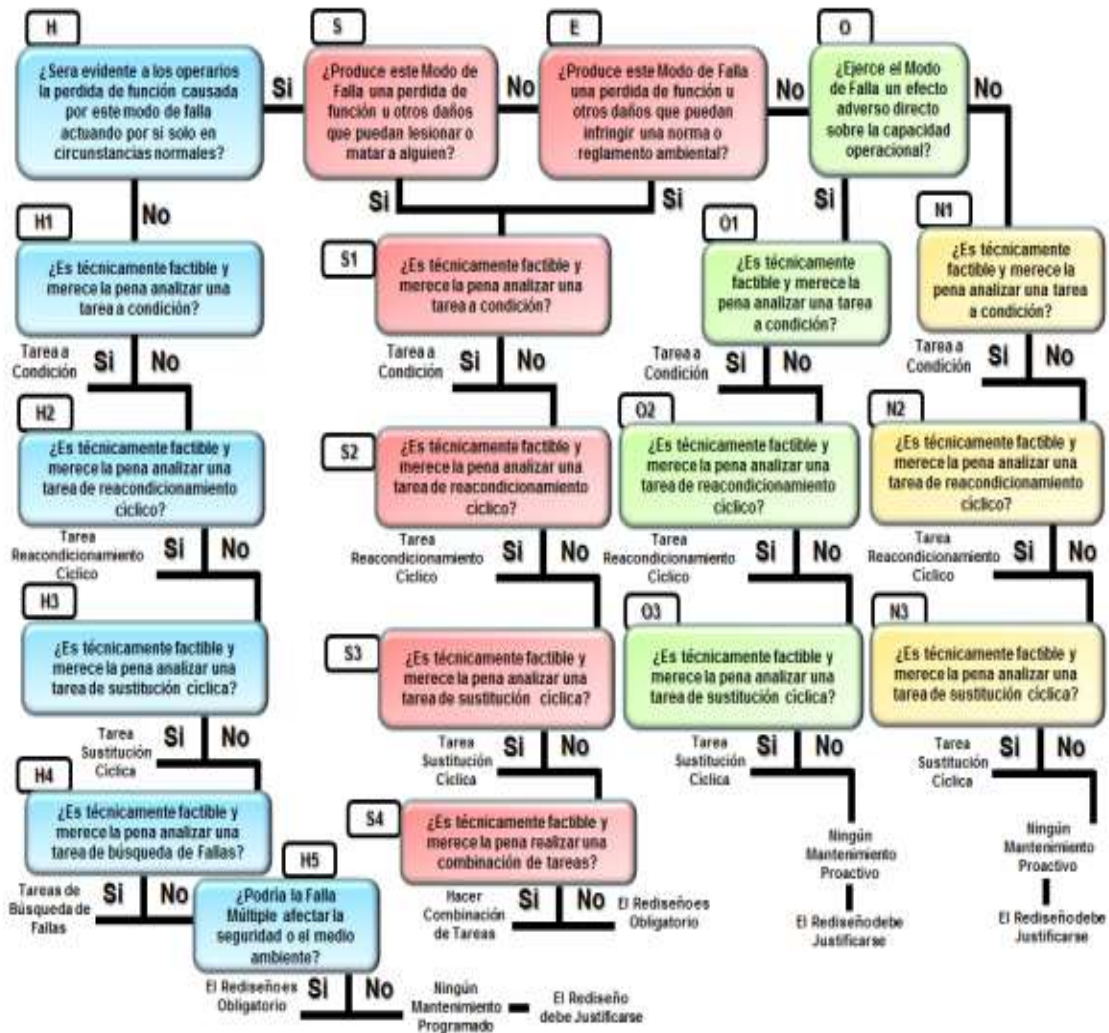 H
¿Sera evidente a los operarios
la perdida de función causada
por este modo de falla
actuando por si solo en
circunstancias normales?
Si
S
¿Produce este Modo de
Falla una perdida de
función u otros daños
que puedan lesionar o
matar a alguien?
No
E
¿Produce este Modo de Falla
una perdida de función u
otros daños que puedan
infringir una norma o
reglamento ambiental?
No
O
¿Ejerce el Modo
de Falla un efecto
adverso directo
sobre la capacidad
operacional?
No
No
Si
Si
Si
H1
¿Es técnicamente factible y
merece la pena analizar una
tarea a condición?
Tarea a
Condición
Si
No
H2
¿Es técnicamente factible y
merece la pena analizar una
tarea de reacondicionamiento
cíclico?
Tarea
Reacondicionamiento
Cíclico
Si
No
H3
¿Es técnicamente factible y
merece la pena analizar una
tarea de sustitución cíclica?
Tarea
Sustitución
Cíclica
Si
No
H4
¿Es técnicamente factible y
merece la pena analizar una
tarea de búsqueda de Fallas?
Tareas de
Búsqueda de
Fallas
Si
No
H5
¿Podría la Falla
Múltiple afectar la
seguridad o el medio
ambiente?
El Rediseño es
Obligatorio
Si
No
Ningún
Mantenimiento
Programado
El Rediseño
debe Justificarse
S1
¿Es técnicamente factible y
merece la pena analizar una
tarea a condición?
Tarea a
Condición
Si
No
S2
¿Es técnicamente factible y
merece la pena analizar una
tarea de reacondicionamiento
cíclico?
Tarea
Reacondicionamiento
Cíclico
Si
No
S3
¿Es técnicamente factible y
merece la pena analizar una
tarea de sustitución cíclica?
Tarea
Sustitución
Cíclica
Si
No
S4
¿Es técnicamente factible y
merece la pena realizar una
combinación de tareas?
Hacer
Combinación
de Tareas
Si
No
El Rediseño es
Obligatorio
O1
¿Es técnicamente
factible y merece la
pena analizar una tarea
a condición?
Tarea a
Condición
Si
No
O2
¿Es técnicamente factible y
merece la pena analizar una
tarea de reacondicionamiento
cíclico?
Tarea
Reacondicionamiento
Cíclico
Si
No
O3
¿Es técnicamente factible y
merece la pena analizar una
tarea de sustitución cíclica?
Tarea
Sustitución
Cíclica
Si
No
Ningún
Mantenimiento
Proactivo
El Rediseño debe
Justificarse
N1
¿Es técnicamente
factible y merece la
pena analizar una tarea
a condición?
Tarea a
Condición
Si
No
N2
¿Es técnicamente factible y
merece la pena analizar una
tarea de reacondicionamiento
cíclico?
Tarea
Reacondicionamiento
Cíclico
Si
No
N3
¿Es técnicamente factible y
merece la pena analizar una
tarea de sustitución cíclica?
Tarea
Sustitución
Cíclica
Si
No
Ningún
Mantenimiento
Proactivo
El Rediseño debe
Justificarse